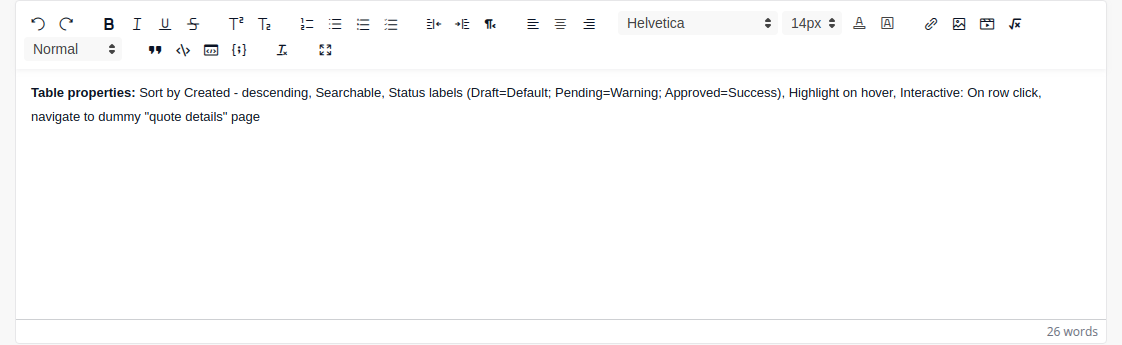 Helvetica 14px
Normal
Table properties: Sort by Created - descending, Searchable, Status labels (Draft=Default; Pending=Warning; Approved=Success), Highlight on hover, Interactive: On row click,
navigate to dummy "quote details" page
26 words